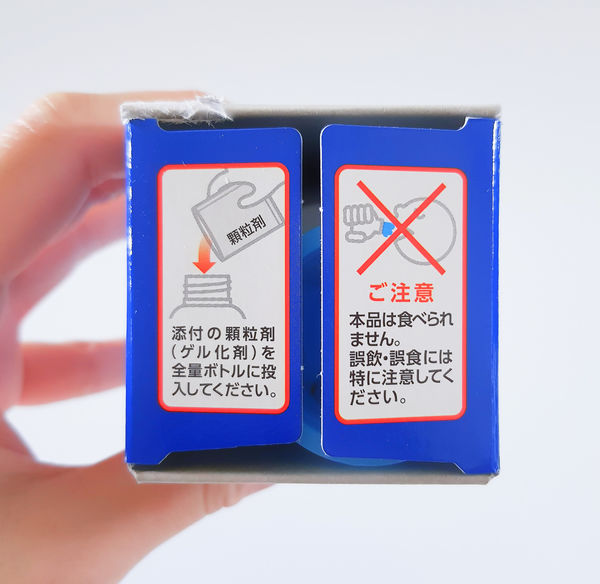 顆粒剤
添付の顆粒剤
(ゲル化剤)を
全量ボトルに投
入してください。
ご注意
本品は食べられ
ません。
誤飲・誤食には
特に注意してく
ださい。